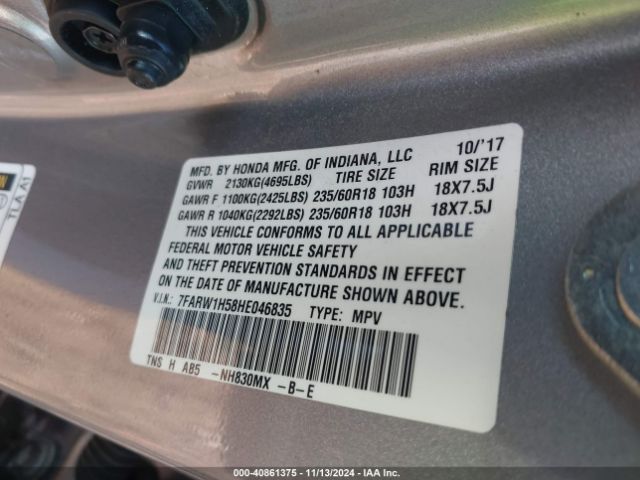 MFD. BY HONDA MFG. OF INDIANA, LLC 10/'17
GVWR 2130KG(4695LBS) TIRE SIZE RIM SIZE
GAWR F 1100KG(2425LBS) 235/60R18 103H 18X7.5J
GAWR R 1040KG(2292LBS) 235/60R18 103H 18X7.5J
THIS VEHICLE CONFORMS TO ALL APPLICABLE
FEDERAL MOTOR VEHICLE SAFETY
AND THEFT PREVENTION STANDARDS IN EFFECT
ON THE DATE OF MANUFACTURE SHOWN ABOVE.
V.I.N.: 7FARW1H58HE046835 TYPE: MPV
TNS H A85 -NH830MX -B-E
TLA
000-40861375 - 11/13/2024 - IAA Inc.